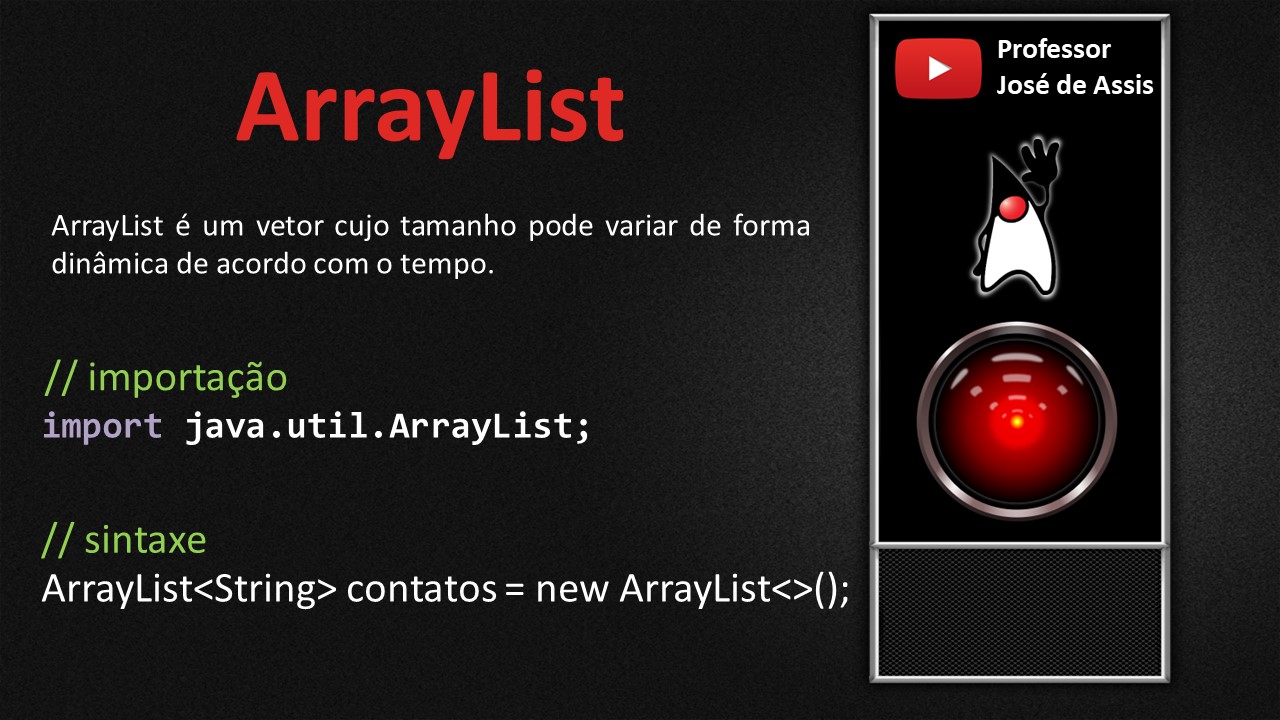 ArrayList
ArrayList é um vetor cujo tamanho pode variar de forma
dinâmica de acordo com o tempo.
// importação
import java.util.ArrayList;
// sintaxe
ArrayList<String> contatos = new ArrayList<>();
Professor
José de Assis